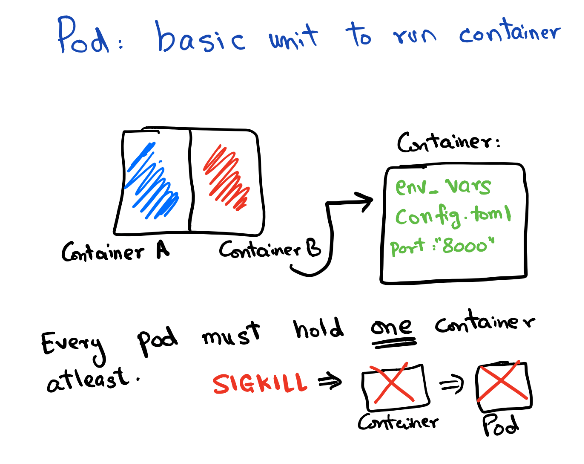 Pod: basic unit to run container
Container:
env_vars
Config.toml
Port:"8000"
Container A
Container B
Every pod must hold one container
atleast.
SIGKILL ⇒ ⇒
Container
Pod